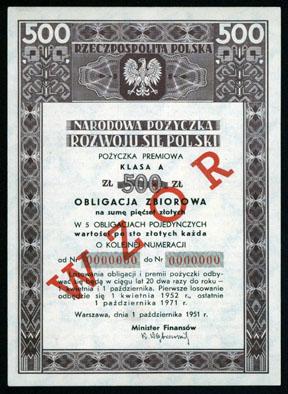 500 500
RZECZPOSPOLITA POLSKA
NARODOWA POŻYCZKA
ROZWOJU SIŁ POLSKI
POŻYCZKA PREMIOWA
KLASA A
ZŁ 500 ZŁ
OBLIGACJA ZBIOROWA
na sumę pięćset złotych
W 5 OBLIGACJACH POJEDYNCZYCH
wartości po sto złotych każda
O KOLEJNEJ NUMERACJI
od Nr 0000000 do Nr 0000000
WZÓR
Losowania obligacji i premii pożyczki odby-
wać się będą w ciągu lat 20 dwa razy do roku -
1 kwietnia i 1 października. Pierwsze losowanie
odbędzie się 1 kwietnia 1952 r., ostatnie
1 października 1971 r.
Warszawa, dnia 1 października 1951 r.
Minister Finansów